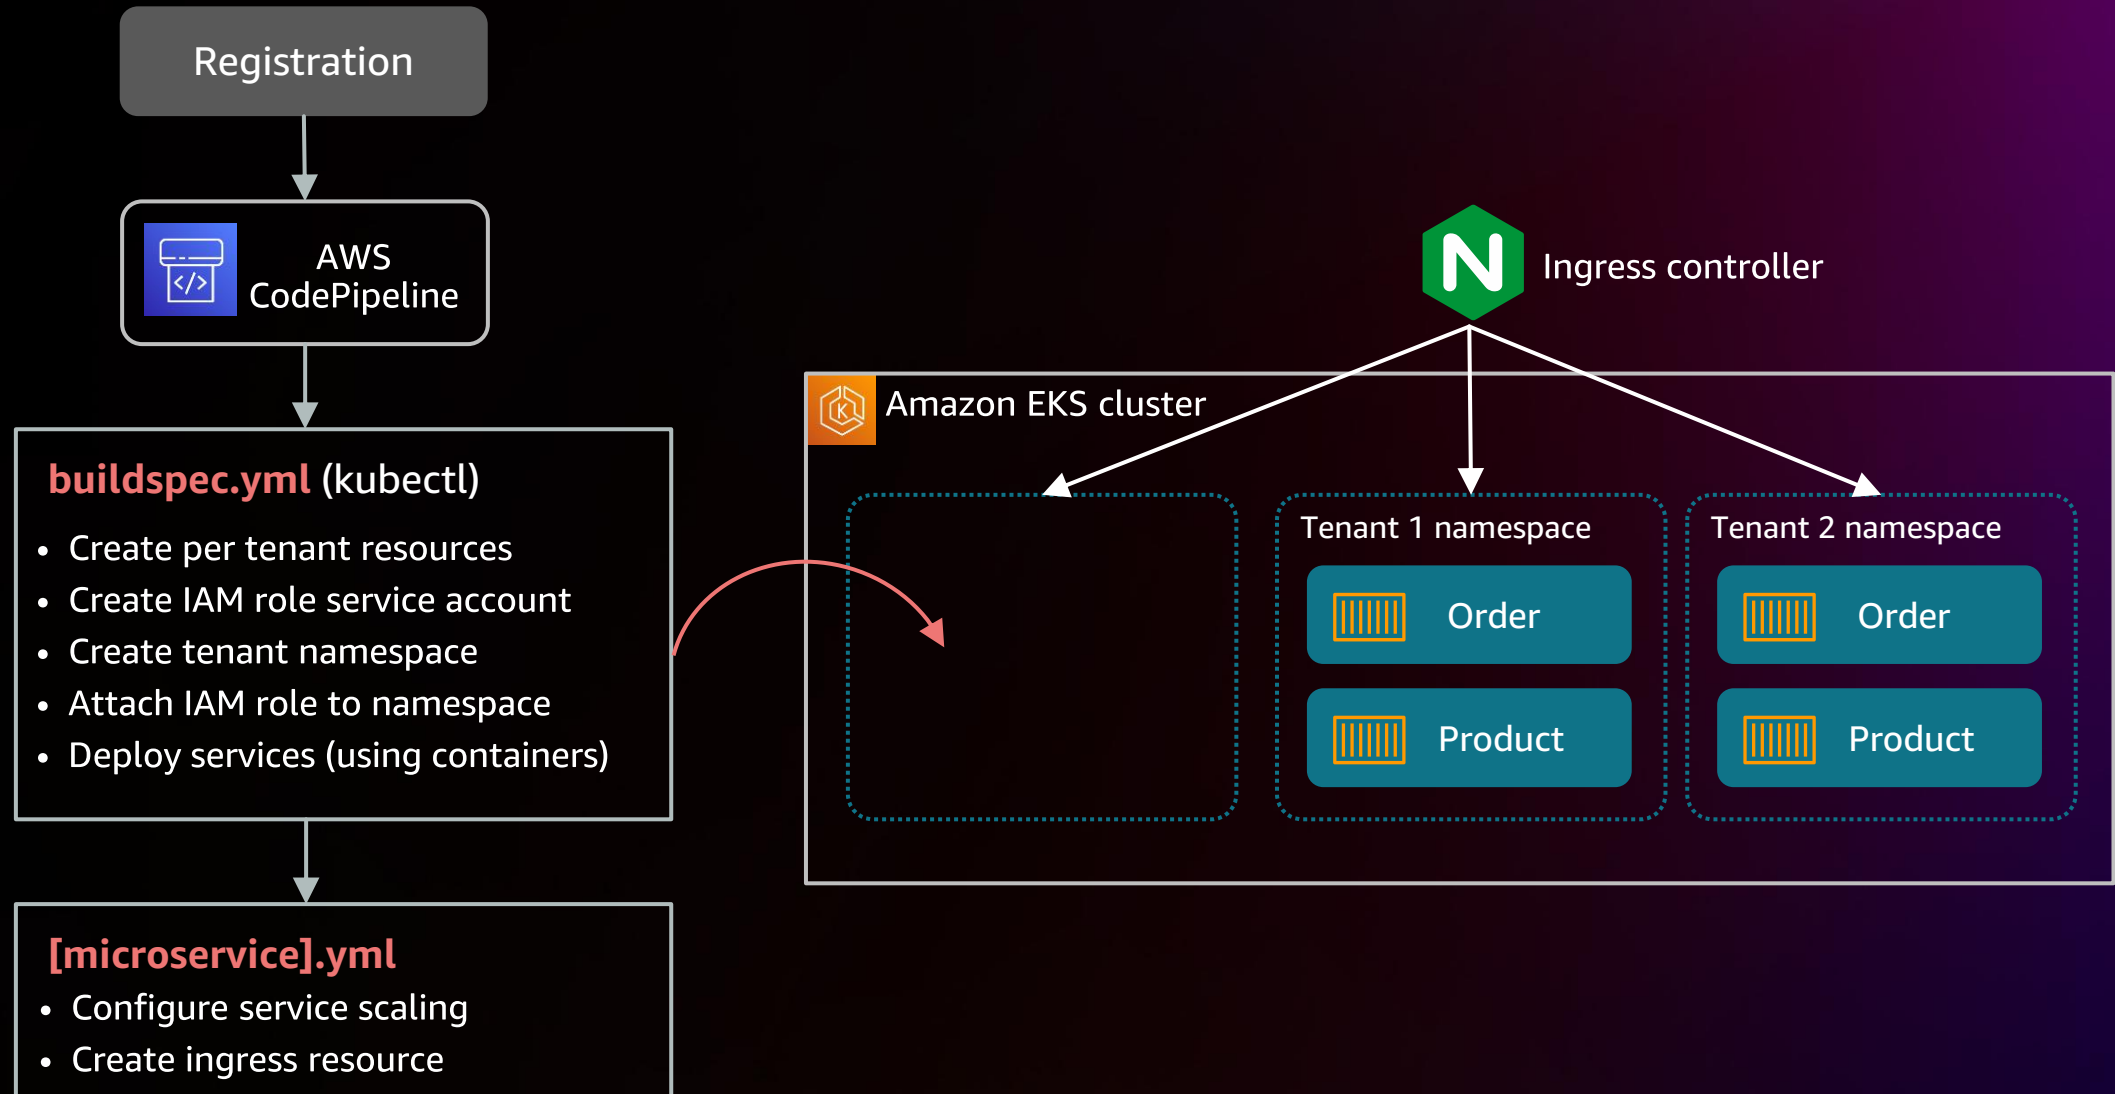 Registration
AWS
CodePipeline
buildspec.yml (kubectl)
• Create per tenant resources
• Create IAM role service account
• Create tenant namespace
• Attach IAM role to namespace
• Deploy services (using containers)
[microservice].yml
• Configure service scaling
• Create ingress resource
Ingress controller
Amazon EKS cluster
Tenant 1 namespace
Order
Product
Tenant 2 namespace
Order
Product